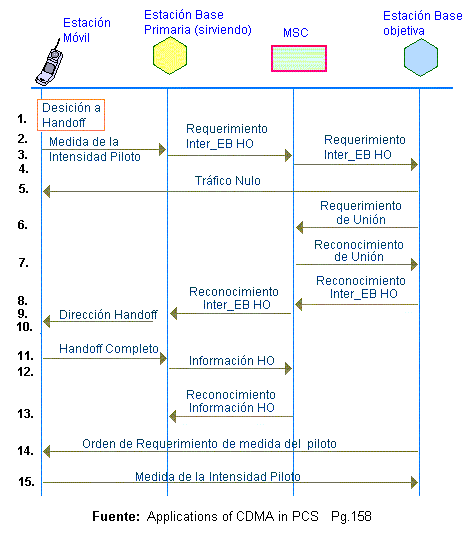 Estación
Móvil
Estación Base
Primaria (sirviendo)
MSC
Estación Base
objetiva
1.
Desición a
Handoff
2.
Medida de la
Intensidad Piloto
3.
Requerimiento
Inter_EB HO
4.
Requerimiento
Inter_EB HO
5.
Tráfico Nulo
6.
Requerimiento
de Unión
7.
Reconocimiento
de Unión
8.
Reconocimiento
Inter_EB HO
9.
Reconocimiento
Inter_EB HO
10.
Dirección Handoff
11.
Handoff Completo
12.
Información HO
13.
Reconocimiento
Información HO
14.
Orden de Requerimiento de medida del piloto
15.
Medida de la Intensidad Piloto
Fuente: Applications of CDMA in PCS Pg.158